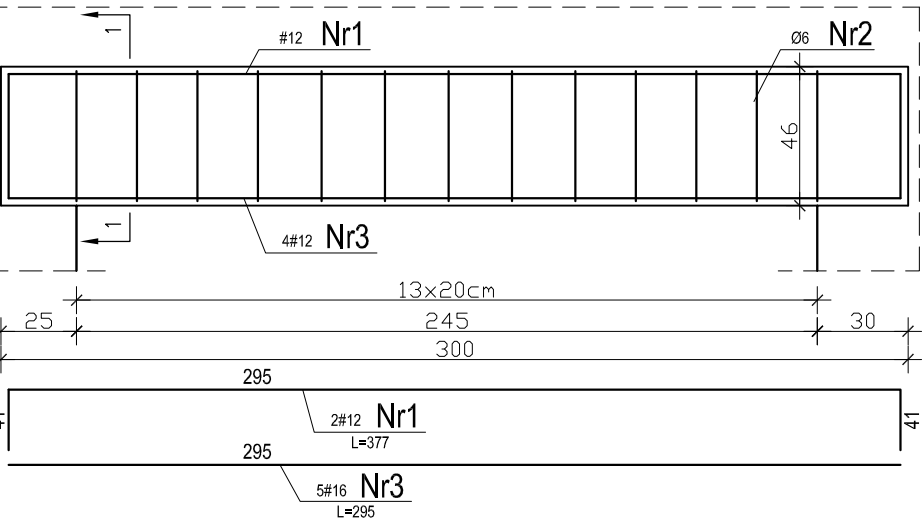 1
#12 Nr1
Ø6 Nr2
46
1
4#12 Nr3
13x20cm
25
245
30
300
295
41
2#12 Nr1
L=377
41
295
5#16 Nr3
L=295